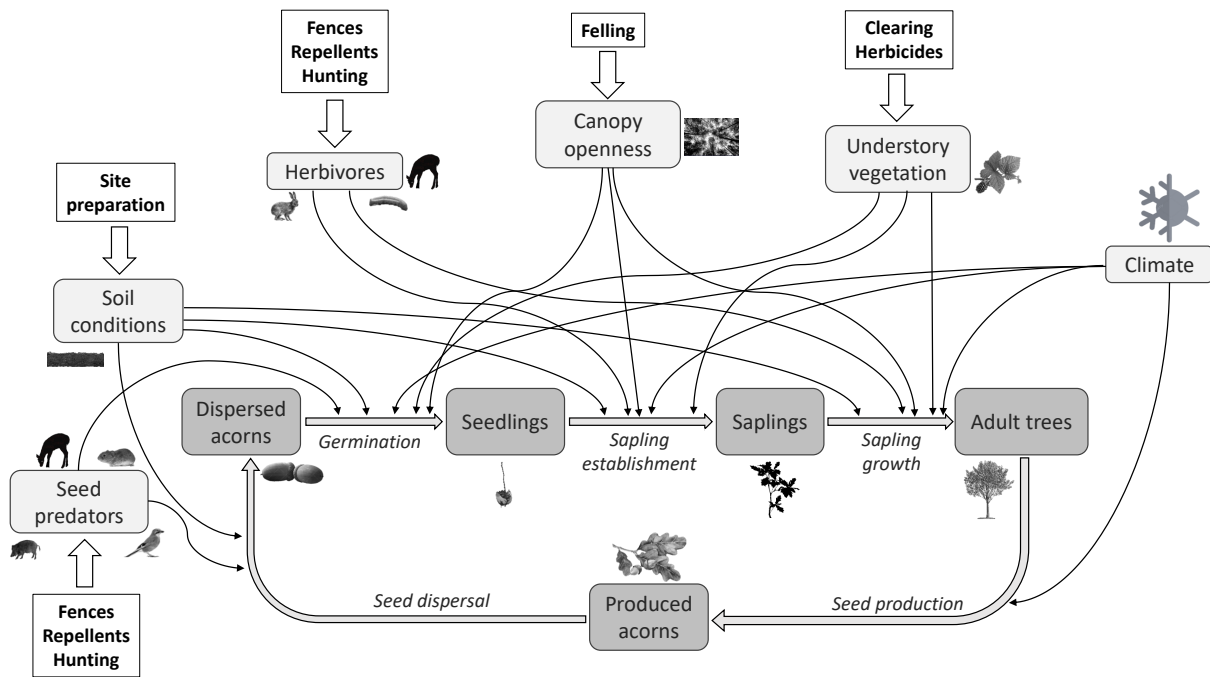 Fences
Repellents
Hunting
Felling
Clearing
Herbicides
Canopy
openness
Understory
vegetation
Herbivores
Site
preparation
Climate
Soil
conditions
Dispersed
acorns
Germination
Seedlings
Sapling
establishment
Saplings
Sapling
growth
Adult trees
Seed
predators
Seed dispersal
Produced
acorns
Seed production
Fences
Repellents
Hunting